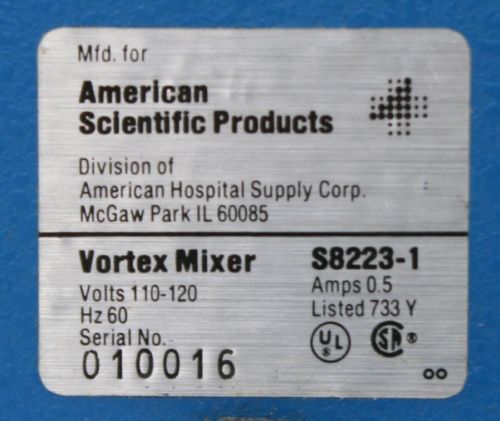 Mfd. for
American
Scientific Products
Division of
American Hospital Supply Corp.
McGaw Park IL 60085
Vortex Mixer S8223-1
Volts 110-120 Amps 0.5
Hz 60 Listed 733 Y
Serial No.
010016
UL ® SA ®